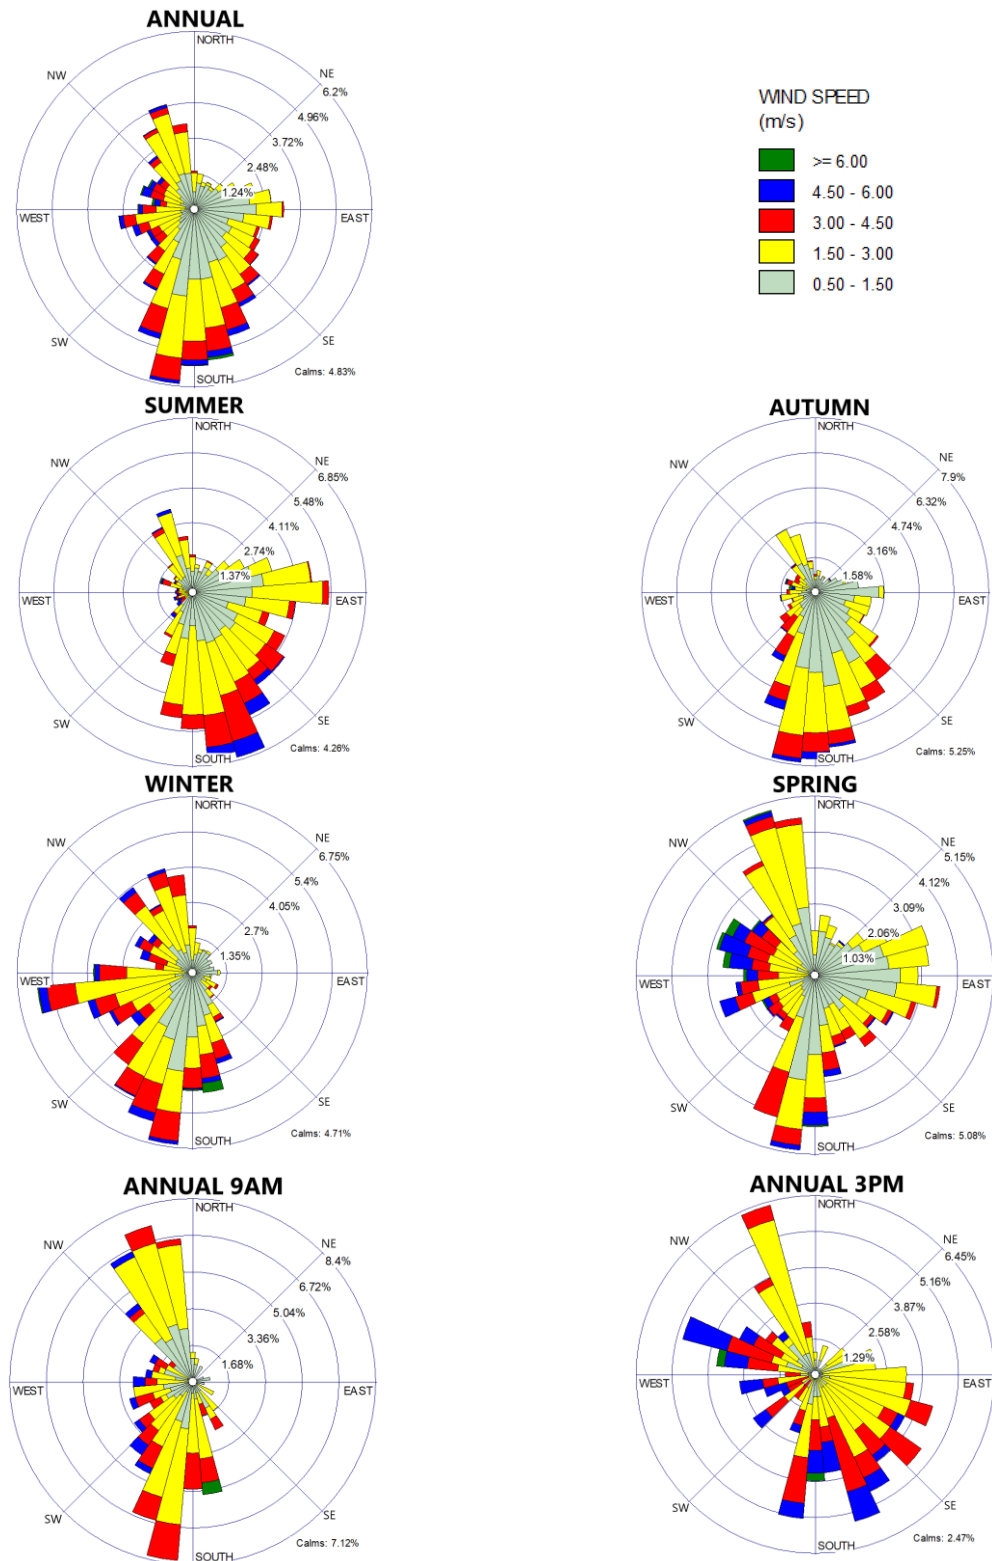 ANNUAL
NORTH
NW
NE
6.2%
4.96%
3.72%
2.48%
1.24%
WEST
EAST
SW
SE
SOUTH
Calms: 4.83%
WIND SPEED
(m/s)
>= 6.00
4.50 - 6.00
3.00 - 4.50
1.50 - 3.00
0.50 - 1.50
SUMMER
NORTH
NW
NE
6.85%
5.48%
4.11%
2.74%
1.37%
WEST
EAST
SW
SE
SOUTH
Calms: 4.26%
AUTUMN
NORTH
NW
NE
7.9%
6.32%
4.74%
3.16%
1.58%
WEST
EAST
SW
SE
SOUTH
Calms: 5.25%
WINTER
NORTH
NW
NE
6.75%
5.4%
4.05%
2.7%
1.35%
WEST
EAST
SW
SE
SOUTH
Calms: 4.71%
SPRING
NORTH
NW
NE
5.15%
4.12%
3.09%
2.06%
1.03%
WEST
EAST
SW
SE
SOUTH
Calms: 5.08%
ANNUAL 9AM
NORTH
NW
NE
8.4%
6.72%
5.04%
3.36%
1.68%
WEST
EAST
SW
SE
SOUTH
Calms: 7.12%
ANNUAL 3PM
NORTH
NW
NE
6.45%
5.16%
3.87%
2.58%
1.29%
WEST
EAST
SW
SE
SOUTH
Calms: 2.47%